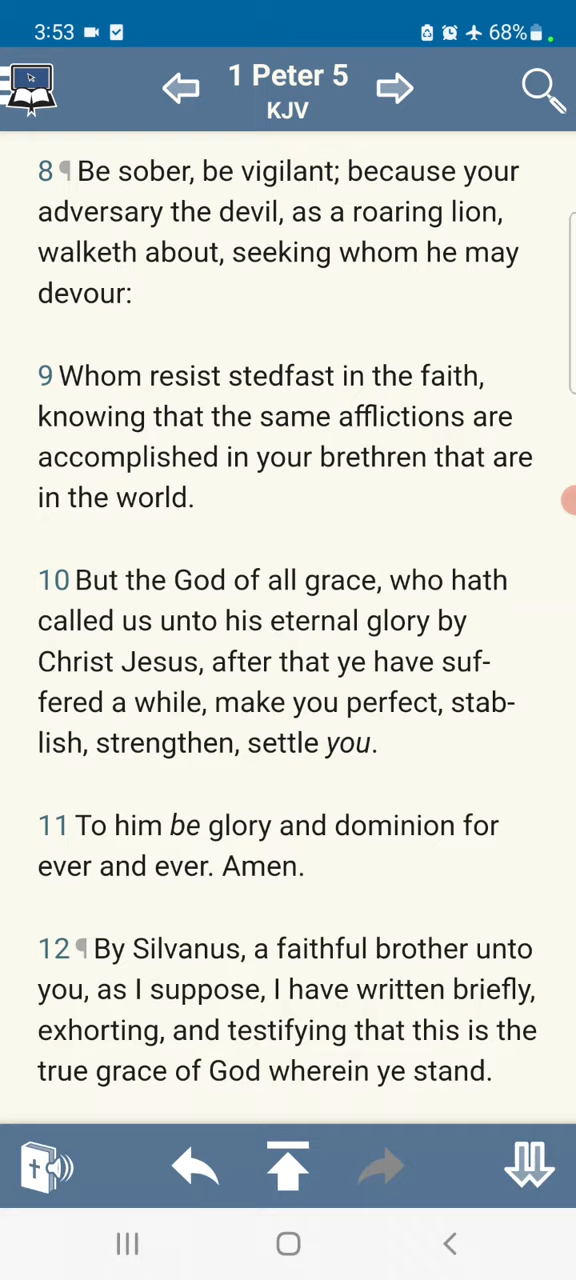 3:53 68%
1 Peter 5
KJV
8 ¶ Be sober, be vigilant; because your
adversary the devil, as a roaring lion,
walketh about, seeking whom he may
devour:
9 Whom resist stedfast in the faith,
knowing that the same afflictions are
accomplished in your brethren that are
in the world.
10 But the God of all grace, who hath
called us unto his eternal glory by
Christ Jesus, after that ye have suf-
fered a while, make you perfect, stab-
lish, strengthen, settle you.
11 To him be glory and dominion for
ever and ever. Amen.
12 ¶ By Silvanus, a faithful brother unto
you, as I suppose, I have written briefly,
exhorting, and testifying that this is the
true grace of God wherein ye stand.